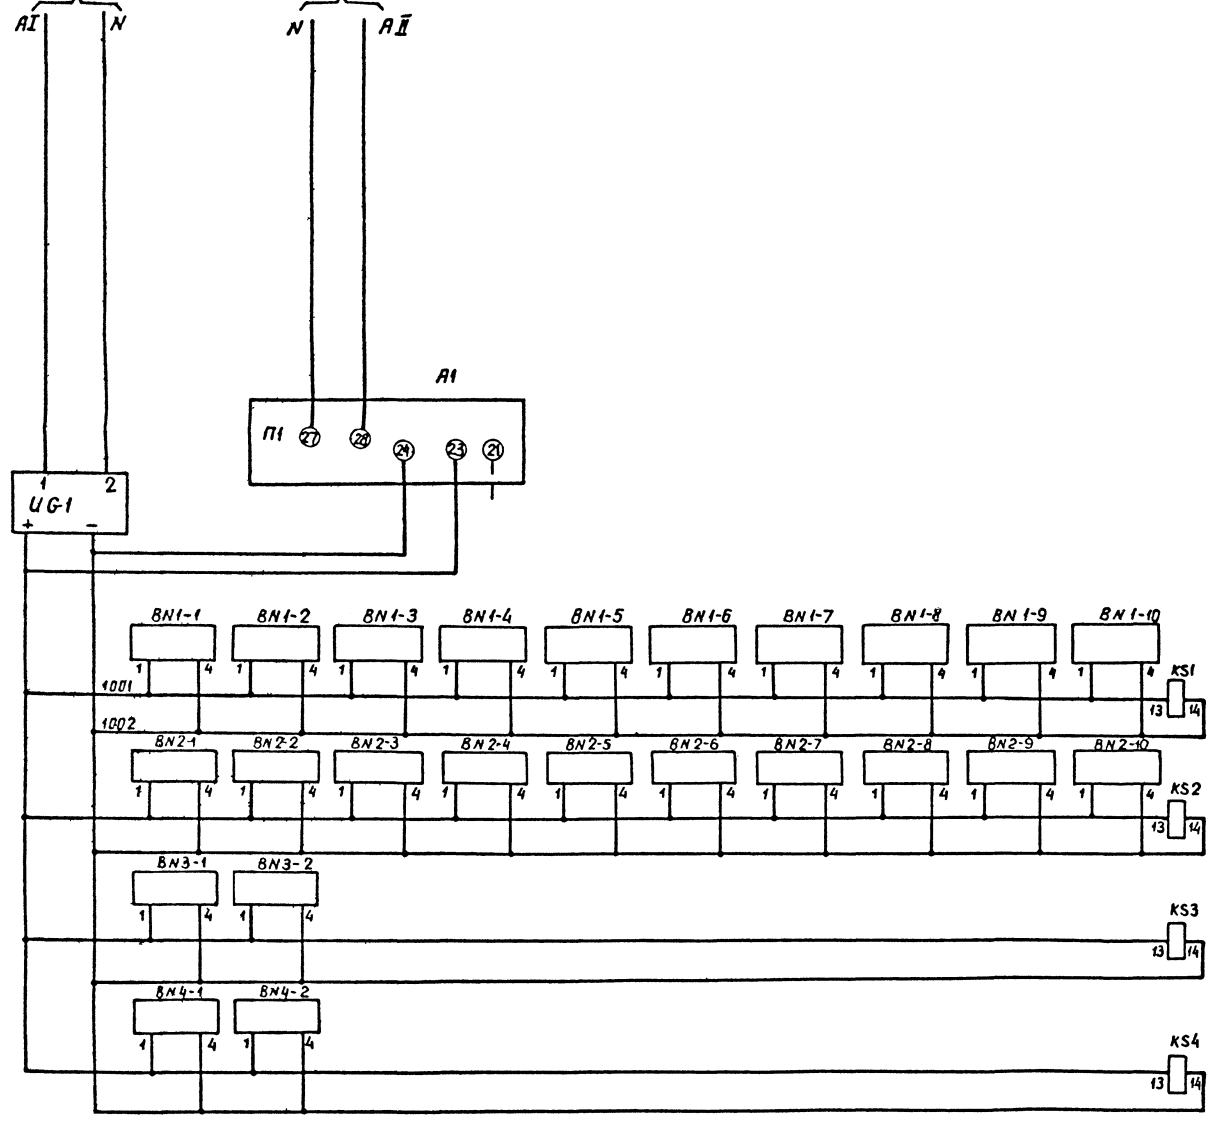 AI N N AII
A1
П1 27 28 24 23 21
1 2
UG1
+ −
BN1-1 BN1-2 BN1-3 BN1-4 BN1-5 BN1-6 BN1-7 BN1-8 BN1-9 BN1-10
1 4 1 4 1 4 1 4 1 4 1 4 1 4 1 4 1 4 1 4 KS1
1001
13 14
1002
BN2-1 BN2-2 BN2-3 BN2-4 BN2-5 BN2-6 BN2-7 BN2-8 BN2-9 BN2-10
1 4 1 4 1 4 1 4 1 4 1 4 1 4 1 4 1 4 1 4 KS2
13 14
BN3-1 BN3-2
1 4 1 4 KS3
13 14
BN4-1 BN4-2
1 4 1 4 KS4
13 14